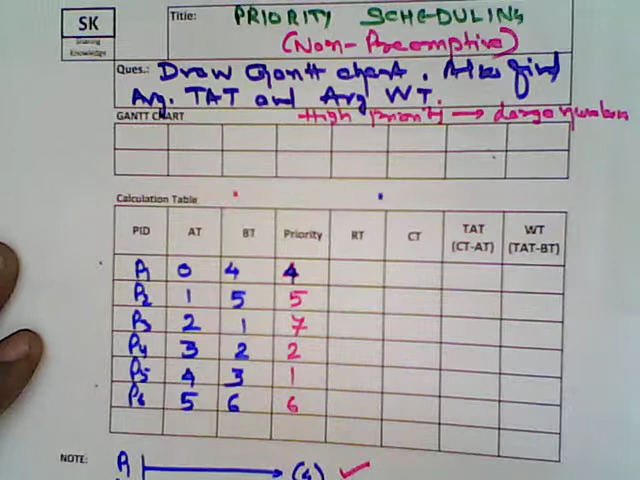 SK
Sharing
Knowledge
Title: PRIORITY SCHEDULING
(Non-Preemptive)
Ques.: Draw Gantt chart. Also find
Avg. TAT and Avg WT.
High priority → Large numbers
GANTT CHART
Calculation Table
PID AT BT Priority RT CT TAT (CT-AT) WT (TAT-BT)
P1 0 4 4
P2 1 5 5
P3 2 1 7
P4 3 2 2
P5 4 3 1
P6 5 6 6
NOTE:
P1 → (4) ✓